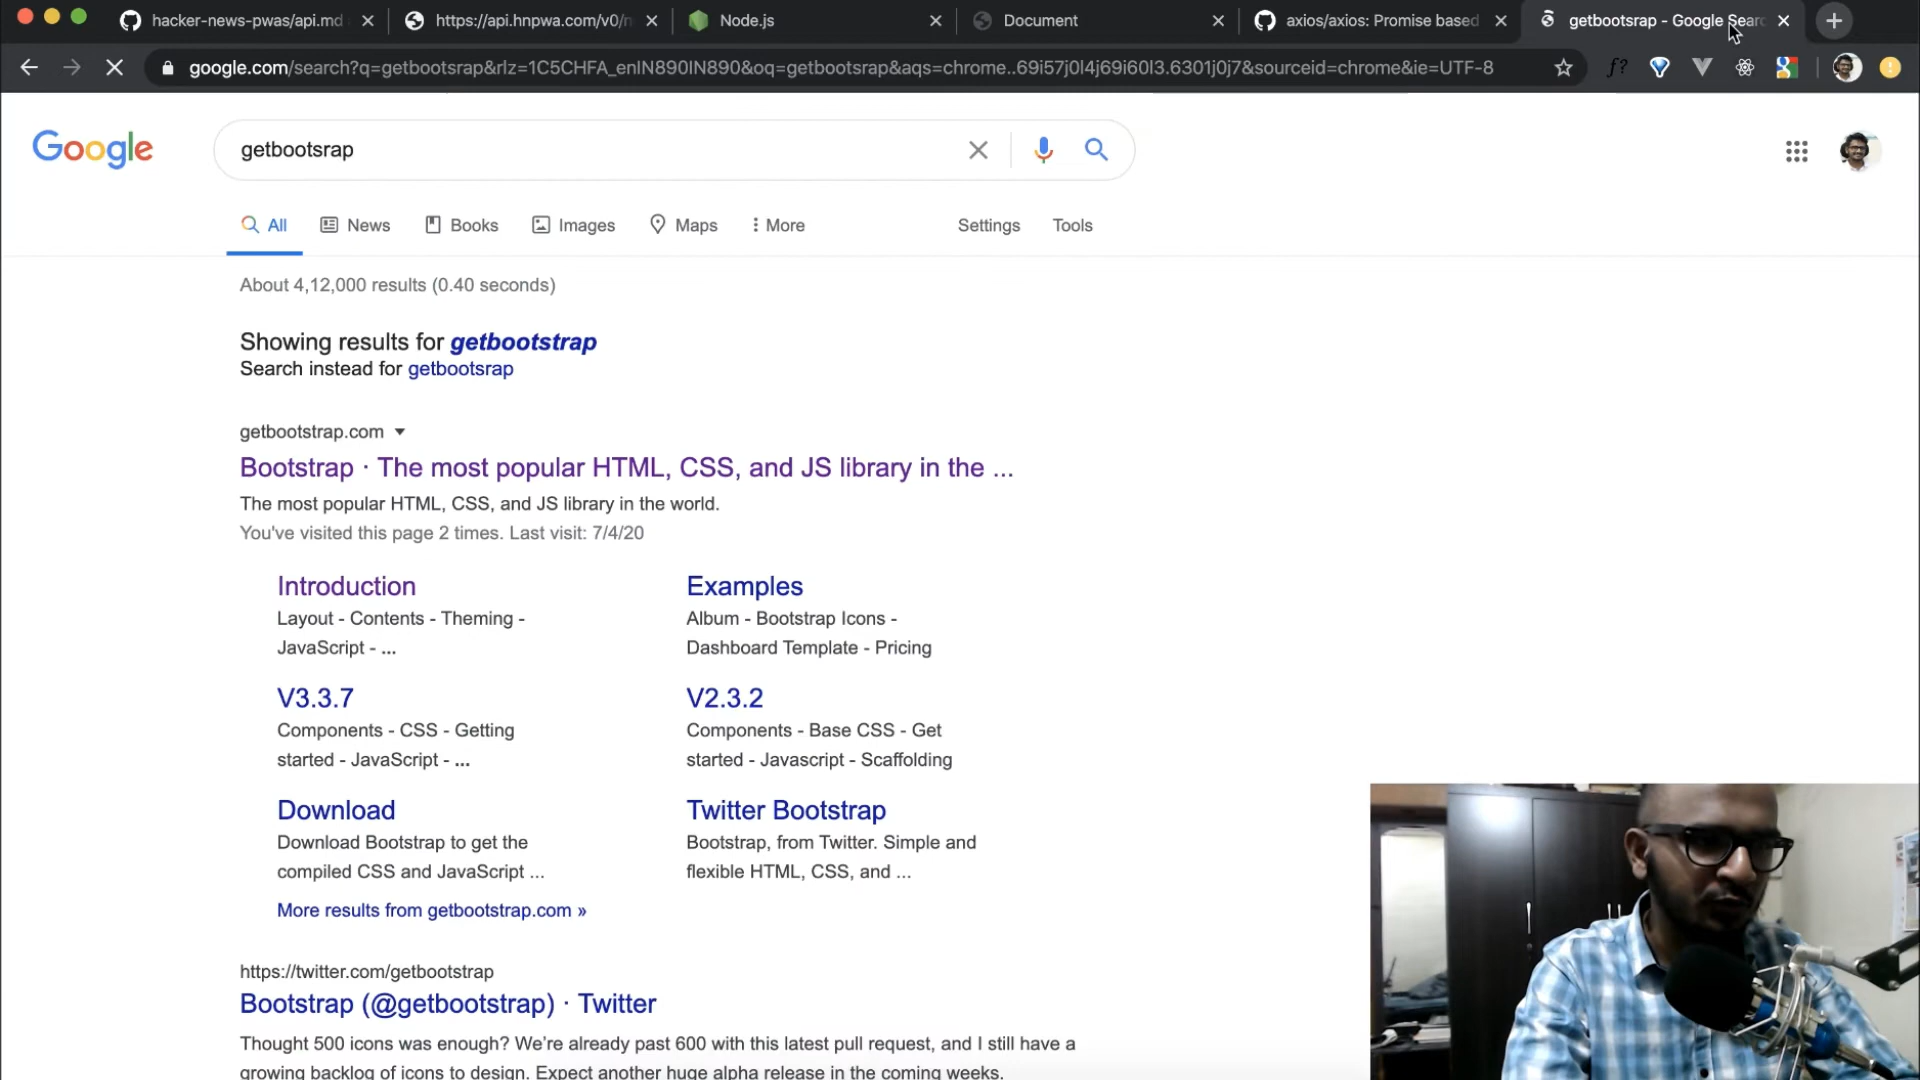 hacker-news-pwas/api.md
https://api.hnpwa.com/v0/n
Node.js
Document
axios/axios: Promise based
getbootsrap - Google Sear
google.com/search?q=getbootsrap&rlz=1C5CHFA_enIN890IN890&oq=getbootsrap&aqs=chrome..69i57j0l4j69i60l3.6301j0j7&sourceid=chrome&ie=UTF-8
f?
Google
getbootsrap
All
News
Books
Images
Maps
More
Settings
Tools
About 4,12,000 results (0.40 seconds)
Showing results for getbootstrap
Search instead for getbootsrap
getbootstrap.com
Bootstrap · The most popular HTML, CSS, and JS library in the ...
The most popular HTML, CSS, and JS library in the world.
You've visited this page 2 times. Last visit: 7/4/20
Introduction
Layout - Contents - Theming -
JavaScript - ...
Examples
Album - Bootstrap Icons -
Dashboard Template - Pricing
V3.3.7
Components - CSS - Getting
started - JavaScript - ...
V2.3.2
Components - Base CSS - Get
started - Javascript - Scaffolding
Download
Download Bootstrap to get the
compiled CSS and JavaScript ...
Twitter Bootstrap
Bootstrap, from Twitter. Simple and
flexible HTML, CSS, and ...
More results from getbootstrap.com »
https://twitter.com/getbootstrap
Bootstrap (@getbootstrap) · Twitter
Thought 500 icons was enough? We're already past 600 with this latest pull request, and I still have a
growing backlog of icons to design. Expect another huge alpha release in the coming weeks.